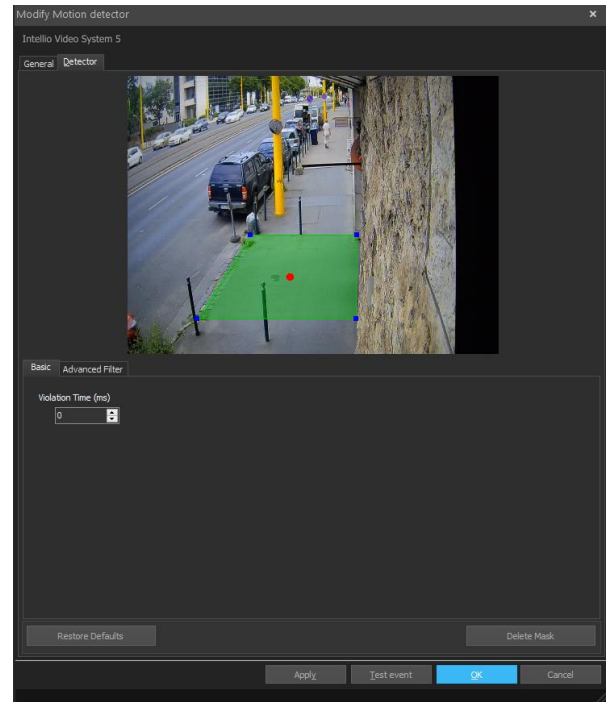 Modify Motion detector
Intellio Video System 5
General Detector
Basic Advanced Filter
Violation Time (ms)
0
Restore Defaults Delete Mask
Apply Test event OK Cancel